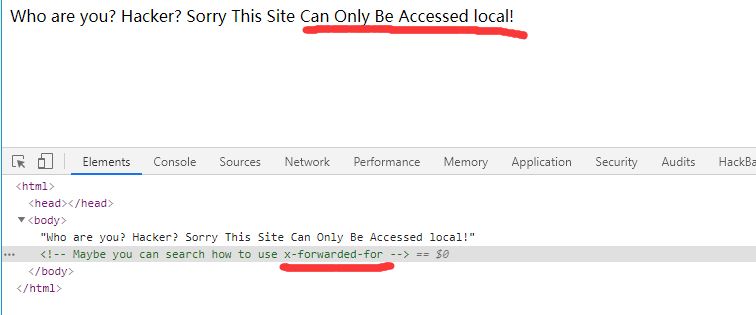 Who are you? Hacker? Sorry This Site Can Only Be Accessed local!
Elements Console Sources Network Performance Memory Application Security Audits HackBa
<html>
<head></head>
▼<body>
"Who are you? Hacker? Sorry This Site Can Only Be Accessed local!"
<!-- Maybe you can search how to use x-forwarded-for --> == $0
</body>
</html>